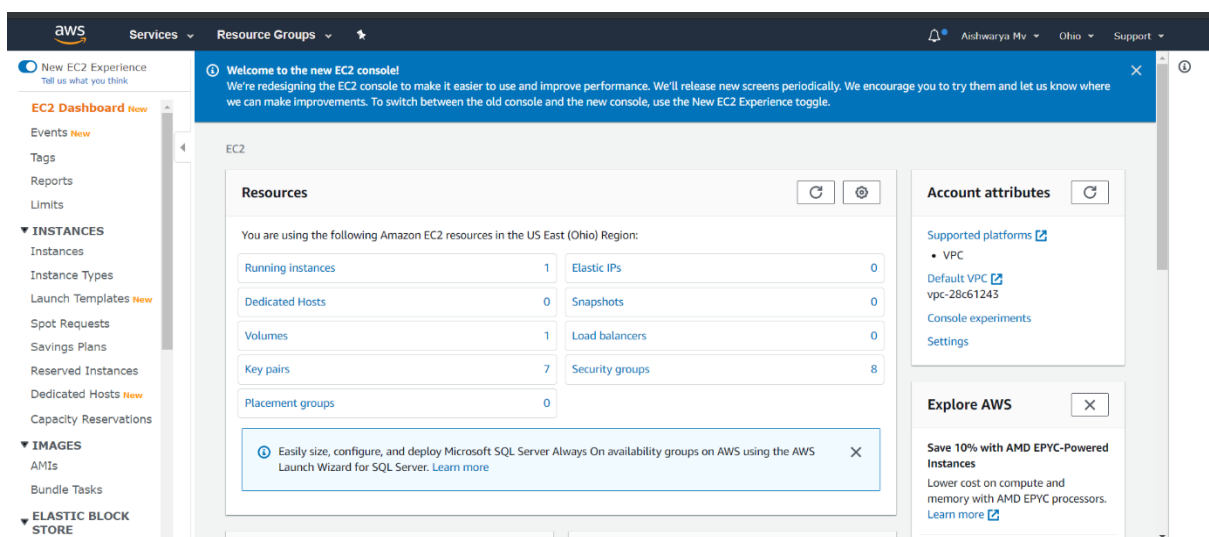 aws Services Resource Groups Aishwarya Mv Ohio Support
New EC2 Experience
Tell us what you think
EC2 Dashboard New
Events New
Tags
Reports
Limits
INSTANCES
Instances
Instance Types
Launch Templates New
Spot Requests
Savings Plans
Reserved Instances
Dedicated Hosts New
Capacity Reservations
IMAGES
AMIs
Bundle Tasks
ELASTIC BLOCK
STORE
Welcome to the new EC2 console!
We're redesigning the EC2 console to make it easier to use and improve performance. We'll release new screens periodically. We encourage you to try them and let us know where
we can make improvements. To switch between the old console and the new console, use the New EC2 Experience toggle.
EC2
Resources
You are using the following Amazon EC2 resources in the US East (Ohio) Region:
Running instances 1 Elastic IPs 0
Dedicated Hosts 0 Snapshots 0
Volumes 1 Load balancers 0
Key pairs 7 Security groups 8
Placement groups 0
Easily size, configure, and deploy Microsoft SQL Server Always On availability groups on AWS using the AWS
Launch Wizard for SQL Server. Learn more
Account attributes
Supported platforms
• VPC
Default VPC
vpc-28c61243
Console experiments
Settings
Explore AWS
Save 10% with AMD EPYC-Powered
Instances
Lower cost on compute and
memory with AMD EPYC processors.
Learn more